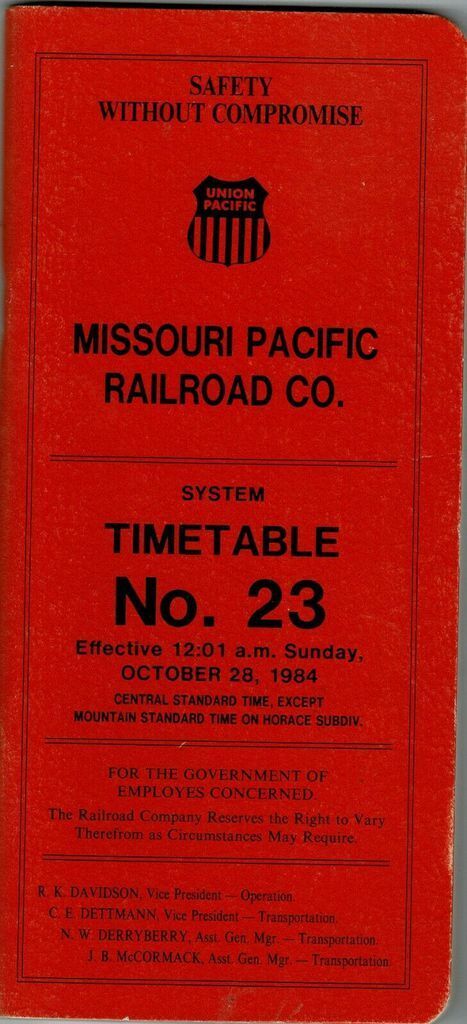 SAFETY
WITHOUT COMPROMISE
UNION
PACIFIC
MISSOURI PACIFIC
RAILROAD CO.
SYSTEM
TIMETABLE
No. 23
Effective 12:01 a.m. Sunday,
OCTOBER 28, 1984
CENTRAL STANDARD TIME, EXCEPT
MOUNTAIN STANDARD TIME ON HORACE SUBDIV.
FOR THE GOVERNMENT OF
EMPLOYES CONCERNED
The Railroad Company Reserves the Right to Vary
Therefrom as Circumstances May Require.
R. K. DAVIDSON, Vice President — Operation.
C. E. DETTMANN, Vice President — Transportation.
N. W. DERRYBERRY, Asst. Gen. Mgr. — Transportation.
J. B. McCORMACK, Asst. Gen. Mgr. — Transportation.